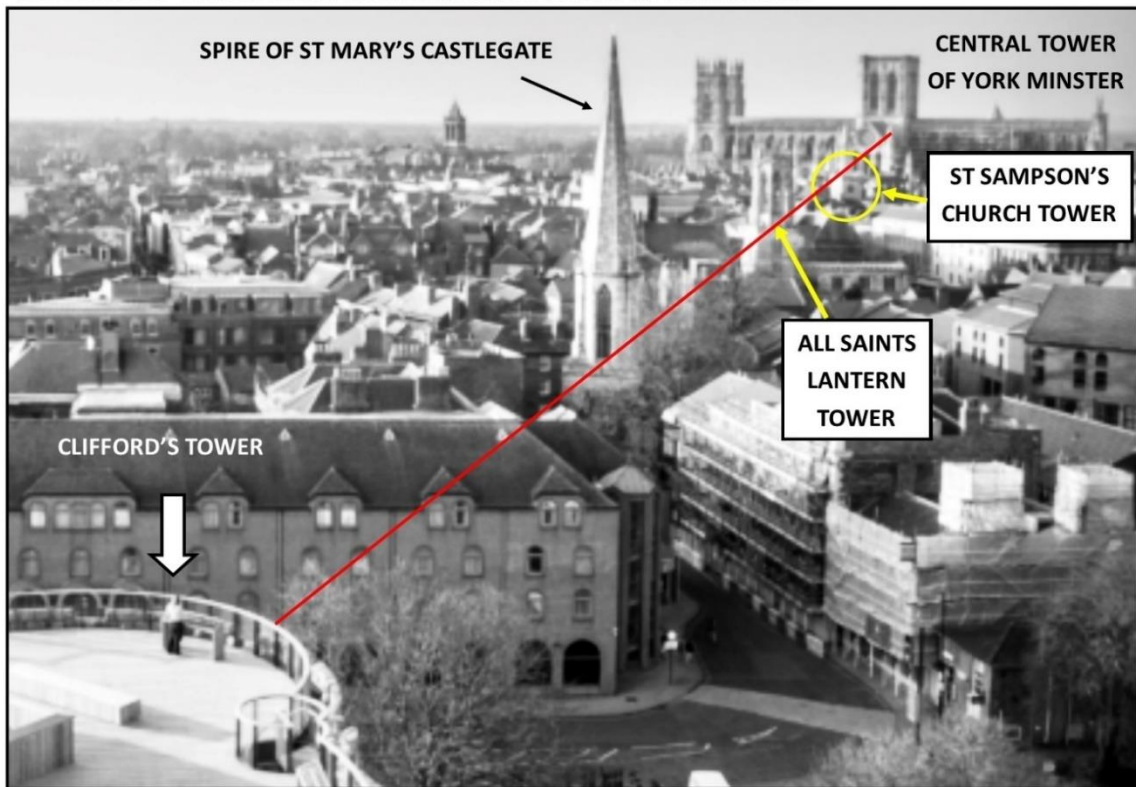 SPIRE OF ST MARY'S CASTLEGATE
CENTRAL TOWER
OF YORK MINSTER
ST SAMPSON'S
CHURCH TOWER
ALL SAINTS
LANTERN
TOWER
CLIFFORD'S TOWER